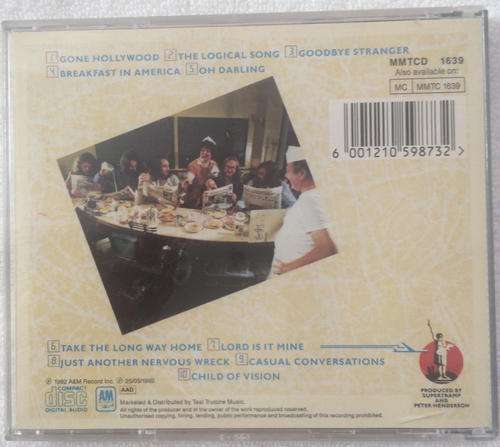 1 GONE HOLLYWOOD 2 THE LOGICAL SONG 3 GOODBYE STRANGER
4 BREAKFAST IN AMERICA 5 OH DARLING
MMTCD 1639
Also available on:
MC MMTC 1639
6 001210 598732 >
6 TAKE THE LONG WAY HOME 7 LORD IS IT MINE
8 JUST ANOTHER NERVOUS WRECK 9 CASUAL CONVERSATIONS
10 CHILD OF VISION
℗ 1982 A&M Record Inc.
COMPACT
disc
DIGITAL AUDIO
AAD
A&M
Marketed & Distributed by Teal Trutone Music.
All rights of the producer and of the owner of the work reproduced reserved.
Unauthorised copying, hiring, lending, public performance and broadcasting of this recording prohibited.
PRODUCED BY
SUPERTRAMP
AND
PETER HENDERSON